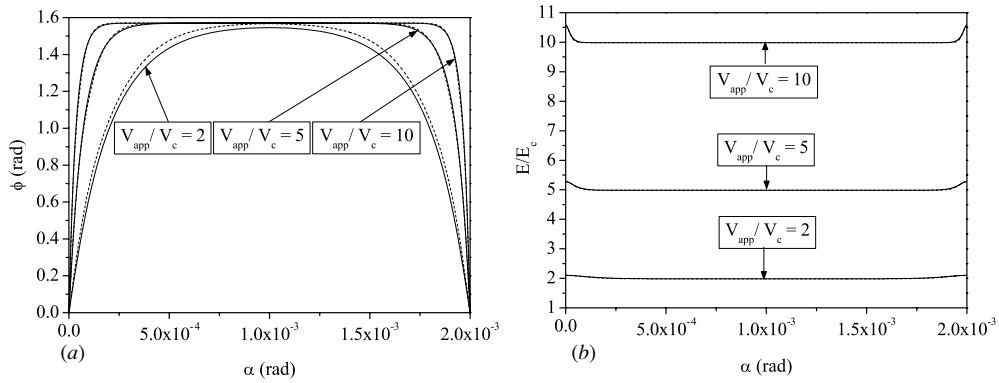 1.6
1.4
1.2
1.0
0.8
0.6
0.4
0.2
0.0
ϕ (rad)
V_app / V_c = 2
V_app / V_c = 5
V_app / V_c = 10
0.0
5.0x10^-4
1.0x10^-3
1.5x10^-3
2.0x10^-3
(a)
α (rad)
11
10
9
8
7
6
5
4
3
2
1
E/E_c
V_app / V_c = 10
V_app / V_c = 5
V_app / V_c = 2
0.0
5.0x10^-4
1.0x10^-3
1.5x10^-3
2.0x10^-3
(b)
α (rad)